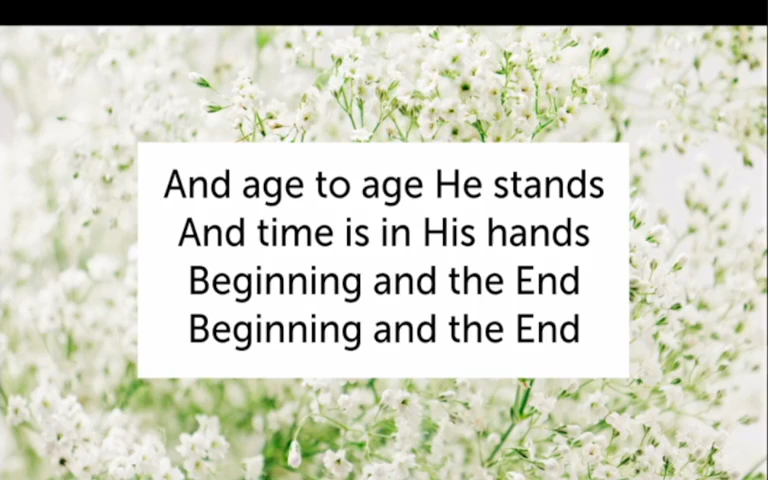 And age to age He stands
And time is in His hands
Beginning and the End
Beginning and the End